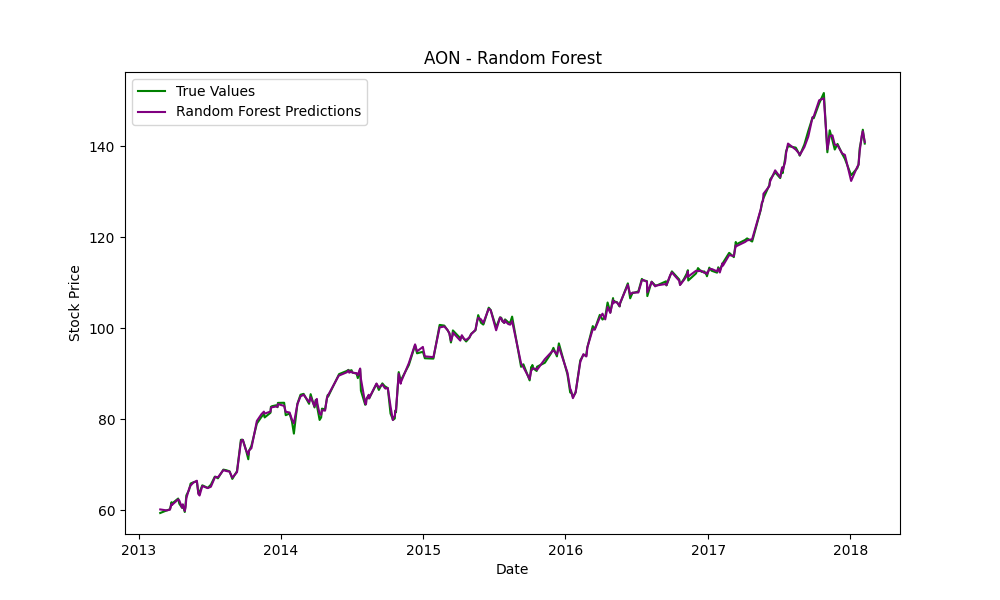 AON - Random Forest
True Values
Random Forest Predictions
Stock Price
140
120
100
80
60
2013
2014
2015
2016
2017
2018
Date